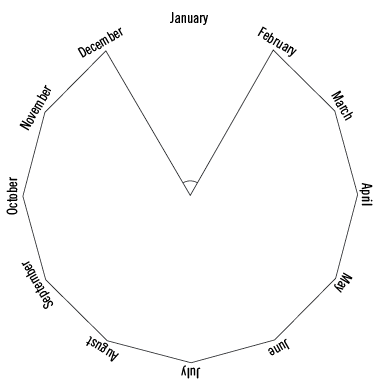 January
February
March
April
May
June
July
August
September
October
November
December